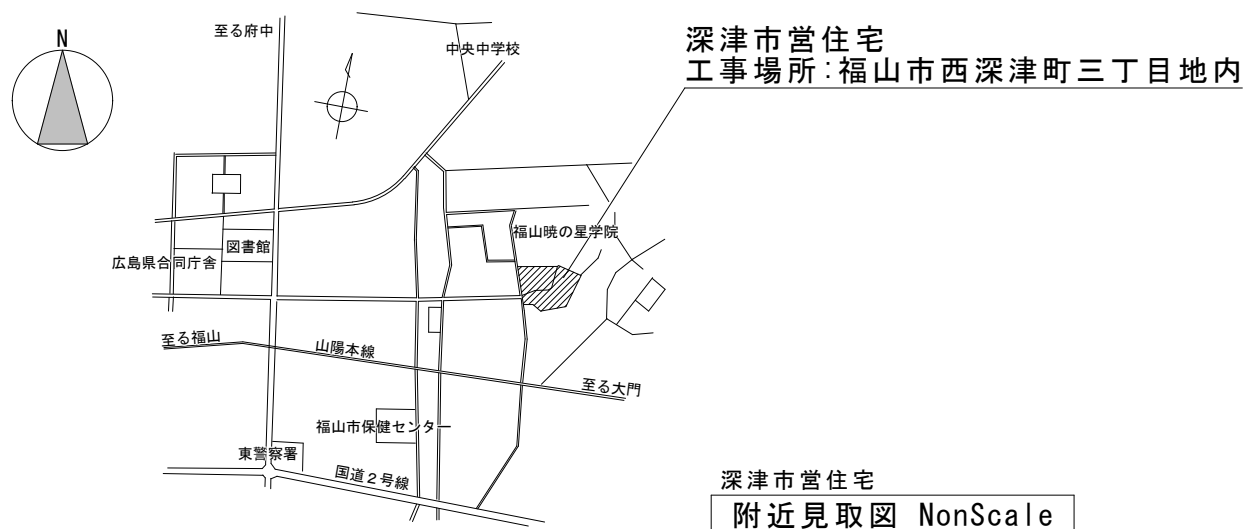 N
至る府中
中央中学校
深津市営住宅
工事場所:福山市西深津町三丁目地内
福山暁の星学院
図書館
広島県合同庁舎
至る福山
山陽本線
至る大門
福山市保健センター
東警察署
国道2号線
深津市営住宅
附近見取図 NonScale